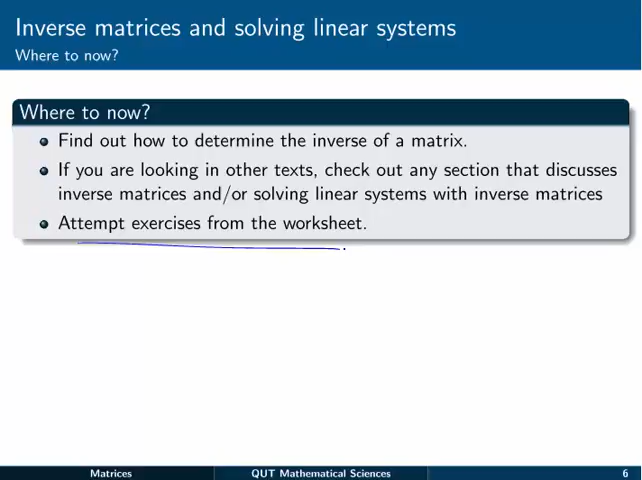 Inverse matrices and solving linear systems
Where to now?
Where to now?
Find out how to determine the inverse of a matrix.
If you are looking in other texts, check out any section that discusses
inverse matrices and/or solving linear systems with inverse matrices
Attempt exercises from the worksheet.
Matrices QUT Mathematical Sciences 6